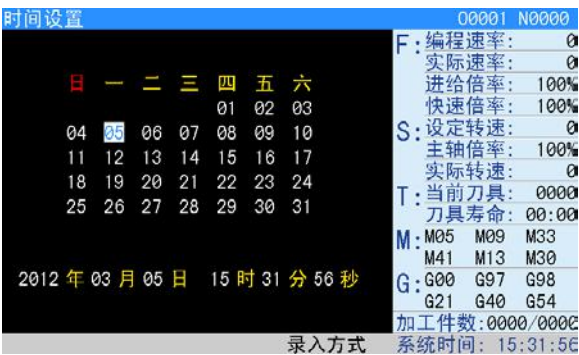 时间设置 O0001 N0000
日 一 二 三 四 五 六
01 02 03
04 05 06 07 08 09 10
11 12 13 14 15 16 17
18 19 20 21 22 23 24
25 26 27 28 29 30 31
2012 年 03 月 05 日 15 时 31 分 56 秒
录入方式
F: 编程速率: 0
实际速率: 0
进给倍率: 100%
快速倍率: 100%
S: 设定转速: 0
主轴倍率: 100%
实际转速: 0
T: 当前刀具: 0000
刀具寿命: 00:00
M: M05 M09 M33
M41 M13 M30
G: G00 G97 G98
G21 G40 G54
加工件数:0000/0000
系统时间: 15:31:56